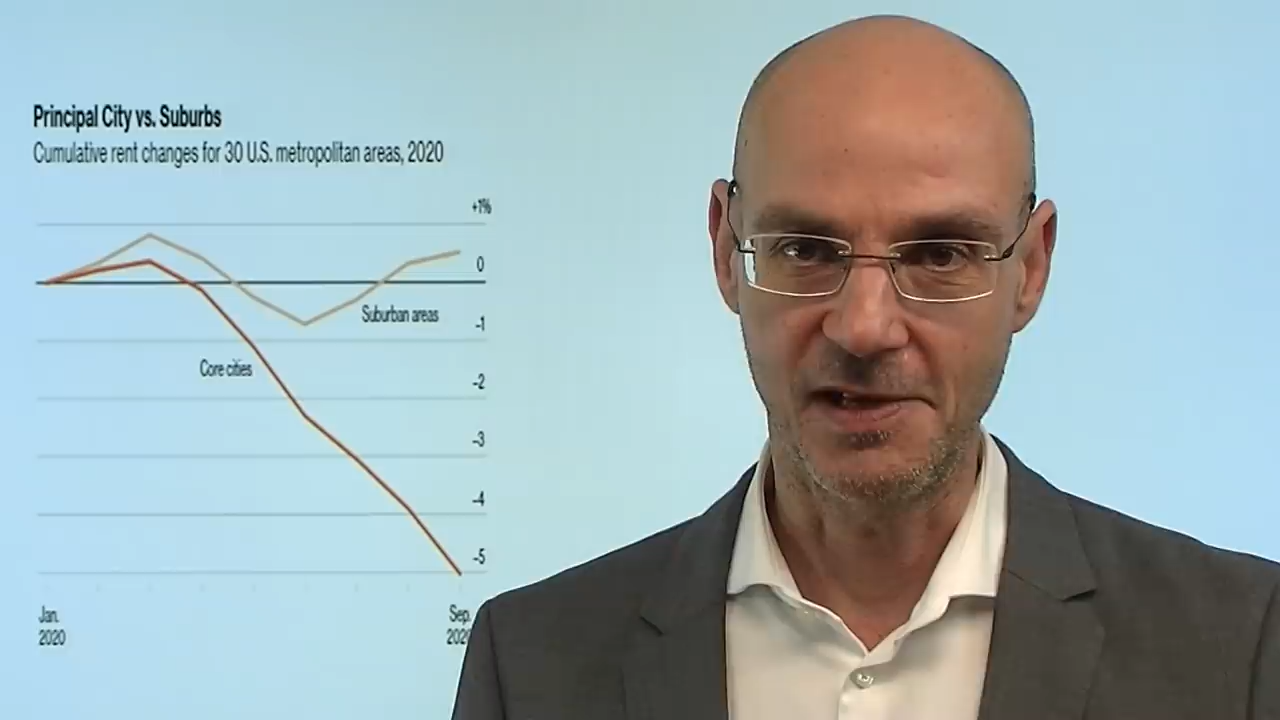 Principal City vs. Suburbs
Cumulative rent changes for 30 U.S. metropolitan areas, 2020
+1%
0
Suburban areas
-1
Core cities
-2
-3
-4
-5
Jan.
2020
Sep.